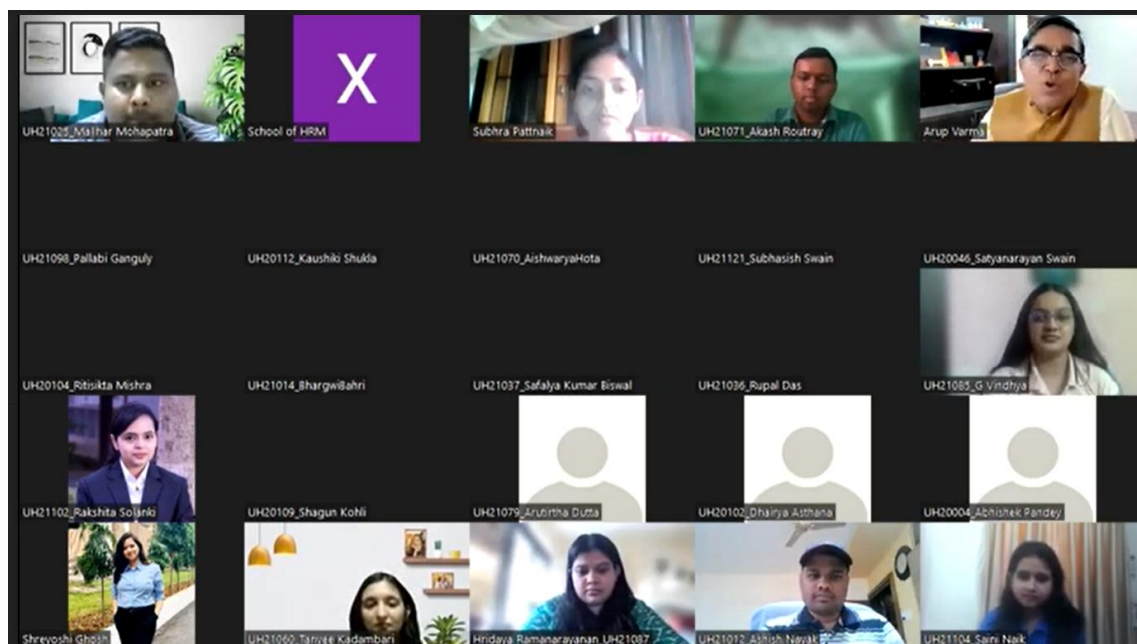 X
UH21025_Malhar Mohapatra
School of HRM
Subhra Pattnaik
UH21071_Akash Routray
Arup Varma
UH21098_Pallabi Ganguly
UH20112_Kaushiki Shukla
UH21070_AishwaryaHota
UH21121_Subhasish Swain
UH20046_Satyanarayan Swain
UH20104_Ritisikta Mishra
UH21014_BhargwiBahri
UH21037_Safalya Kumar Biswal
UH21036_Rupal Das
UH21085_G Vindhya
UH21102_Rakshita Solanki
UH20109_Shagun Kohli
UH21079_Arutirtha Dutta
UH20102_Dhairya Asthana
UH20004_Abhishek Pandey
Shreyoshi Ghosh
UH21060_Tanvee Kadambari
Hridaya Ramanarayanan_UH21087
UH21012_Ashish Nayak
UH21104_Saini Naik